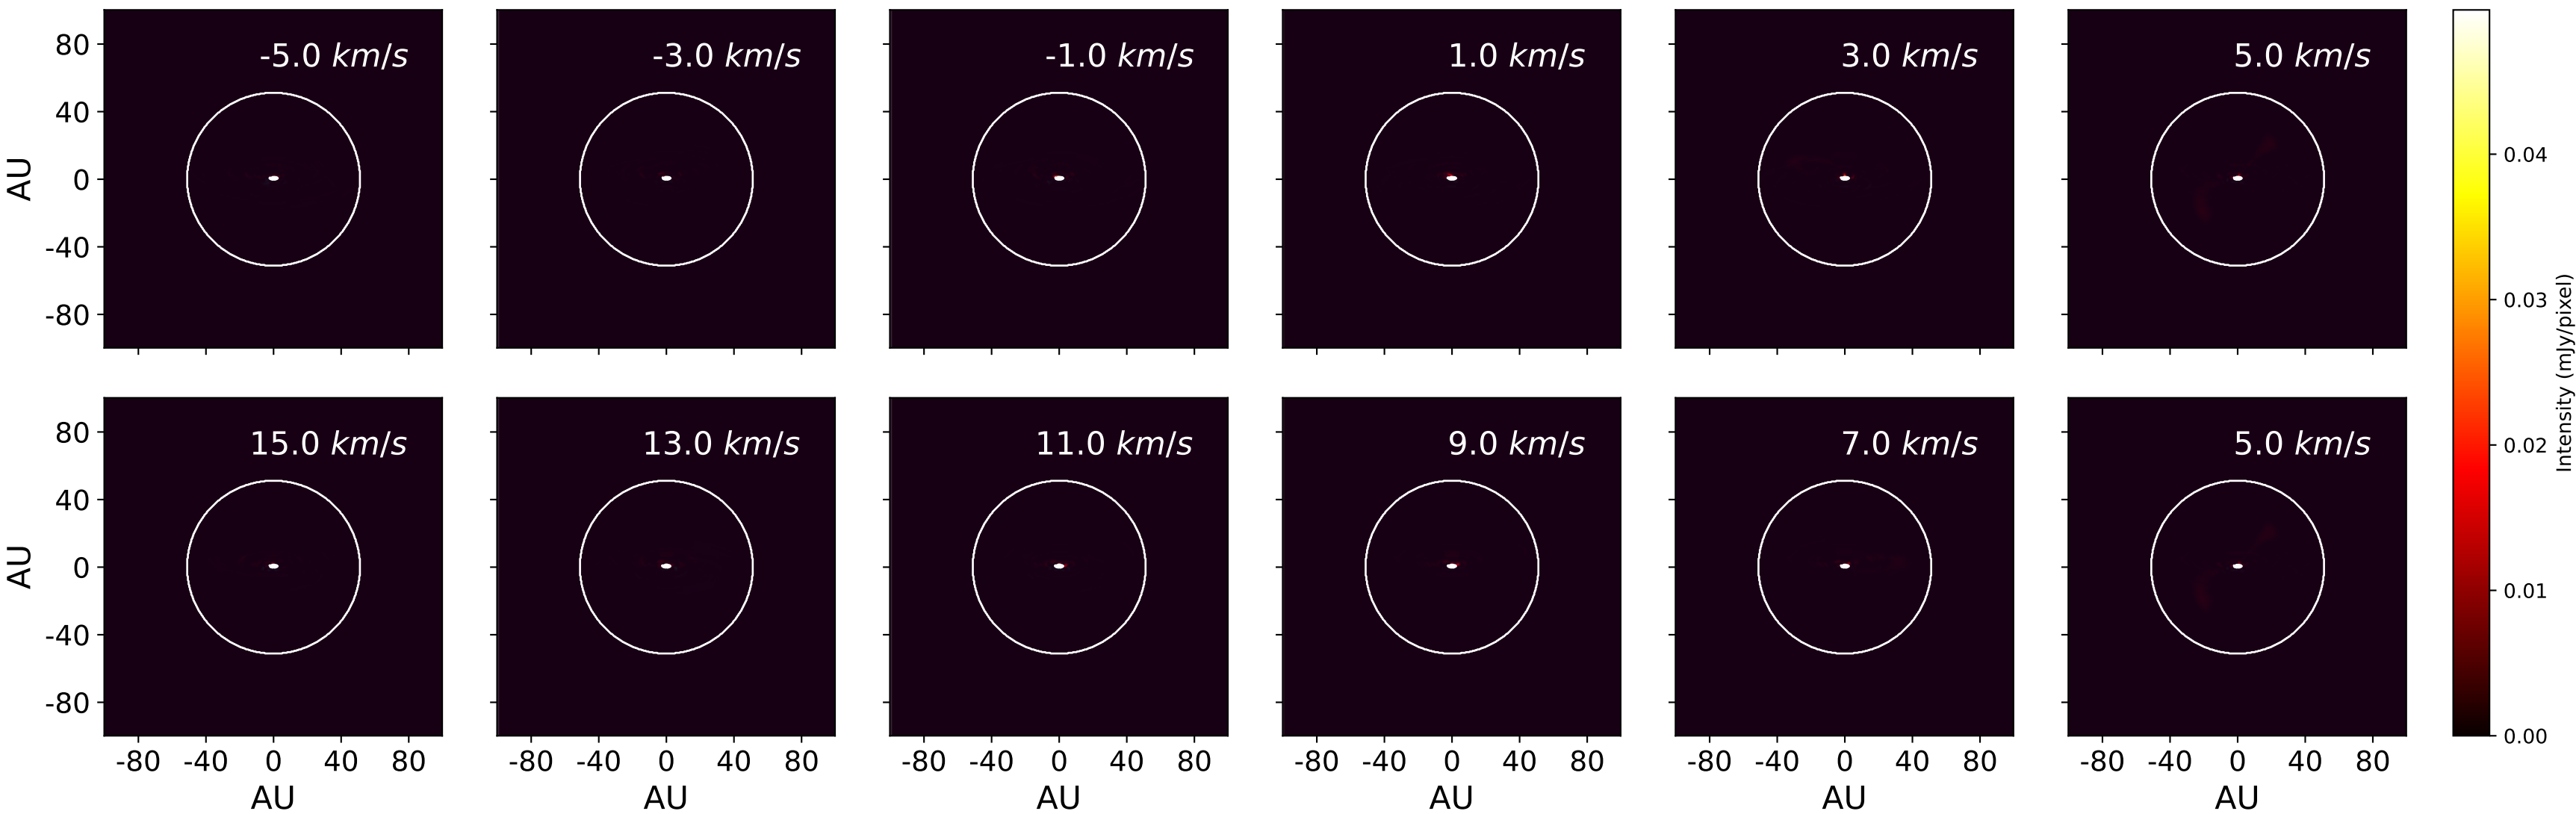 -5.0 km/s
-3.0 km/s
-1.0 km/s
1.0 km/s
3.0 km/s
5.0 km/s
80
40
0
-40
-80
AU
15.0 km/s
13.0 km/s
11.0 km/s
9.0 km/s
7.0 km/s
5.0 km/s
80
40
0
-40
-80
AU
-80 -40 0 40 80
-80 -40 0 40 80
-80 -40 0 40 80
-80 -40 0 40 80
-80 -40 0 40 80
-80 -40 0 40 80
AU
AU
AU
AU
AU
AU
0.04
0.03
0.02
0.01
0.00
Intensity (mJy/pixel)